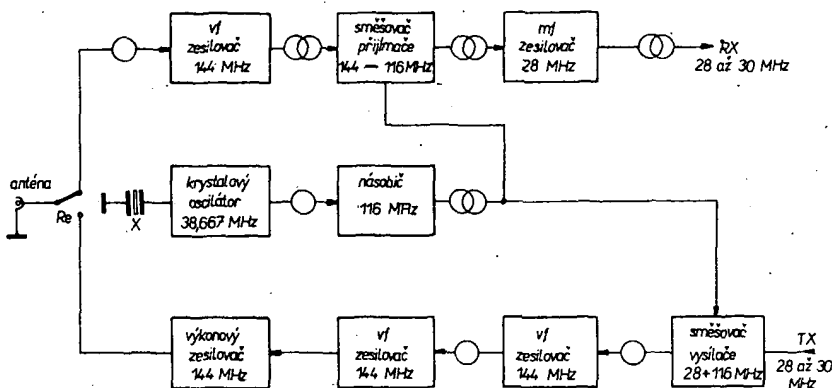 vf
zesilovač
144 MHz
směšovač
přijímače
144 — 116 MHz
mf
zesilovač
28 MHz
RX
28 až 30 MHz
anténa
Re
X
krystalový
oscilátor
38,667 MHz
násobič
116 MHz
výkonový
zesilovač
144 MHz
vf
zesilovač
144 MHz
vf
zesilovač
144 MHz
směšovač
vysílače
28+116 MHz
TX
28 až 30
MHz